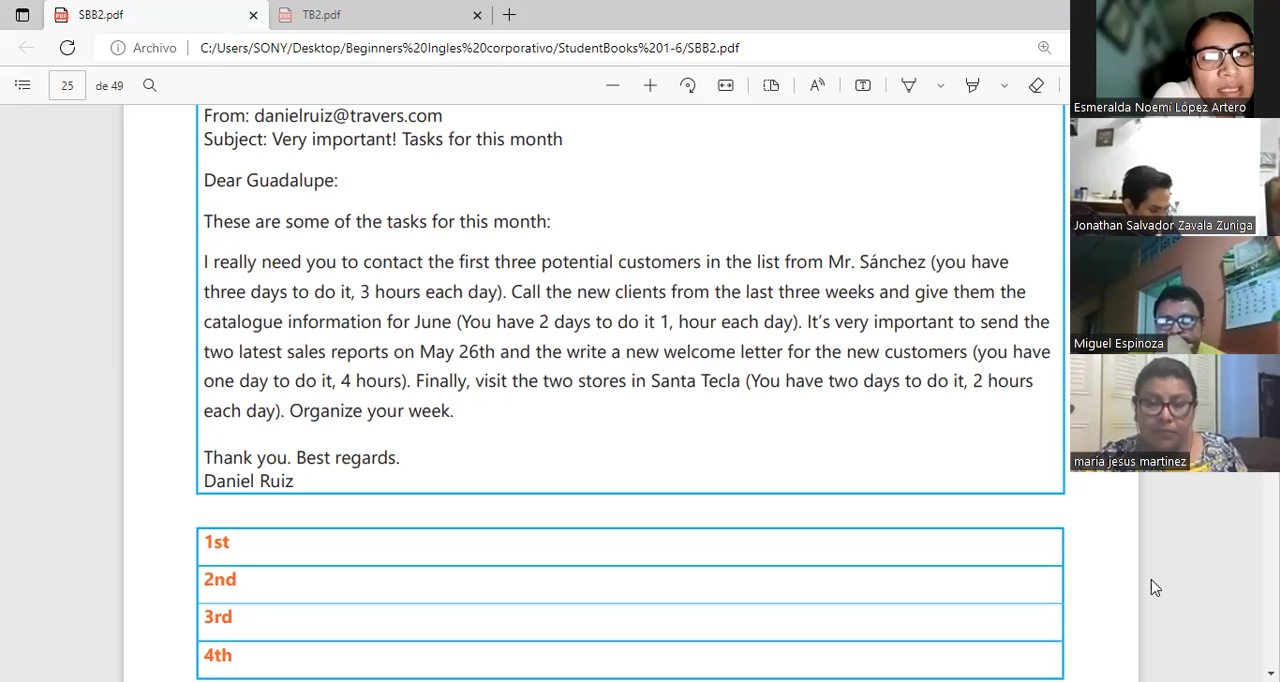 SBB2.pdf
TB2.pdf
Archivo
C:/Users/SONY/Desktop/Beginners%20Ingles%20corporativo/StudentBooks%201-6/SBB2.pdf
25 de 49
From: danielruiz@travers.com
Subject: Very important! Tasks for this month
Dear Guadalupe:
These are some of the tasks for this month:
I really need you to contact the first three potential customers in the list from Mr. Sánchez (you have
three days to do it, 3 hours each day). Call the new clients from the last three weeks and give them the
catalogue information for June (You have 2 days to do it 1, hour each day). It’s very important to send the
two latest sales reports on May 26th and the write a new welcome letter for the new customers (you have
one day to do it, 4 hours). Finally, visit the two stores in Santa Tecla (You have two days to do it, 2 hours
each day). Organize your week.
Thank you. Best regards.
Daniel Ruiz
1st
2nd
3rd
4th
Esmeralda Noemí López Artero
Jonathan Salvador Zavala Zuniga
Miguel Espinoza
maria jesus martinez